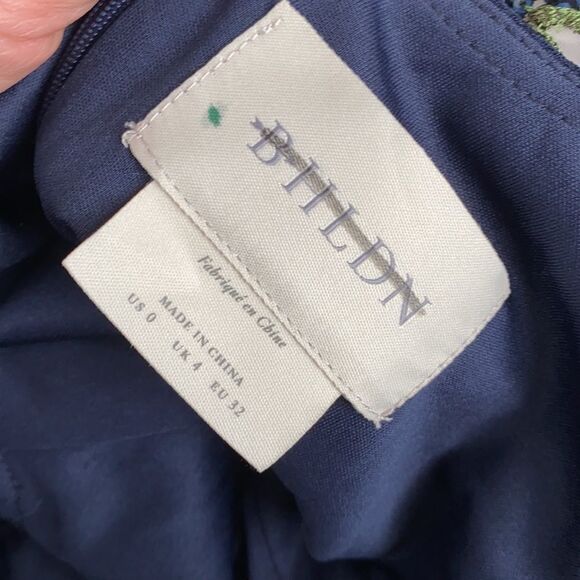 BHLDN
Fabriqué en Chine
MADE IN CHINA
US 0 UK 4 EU 32